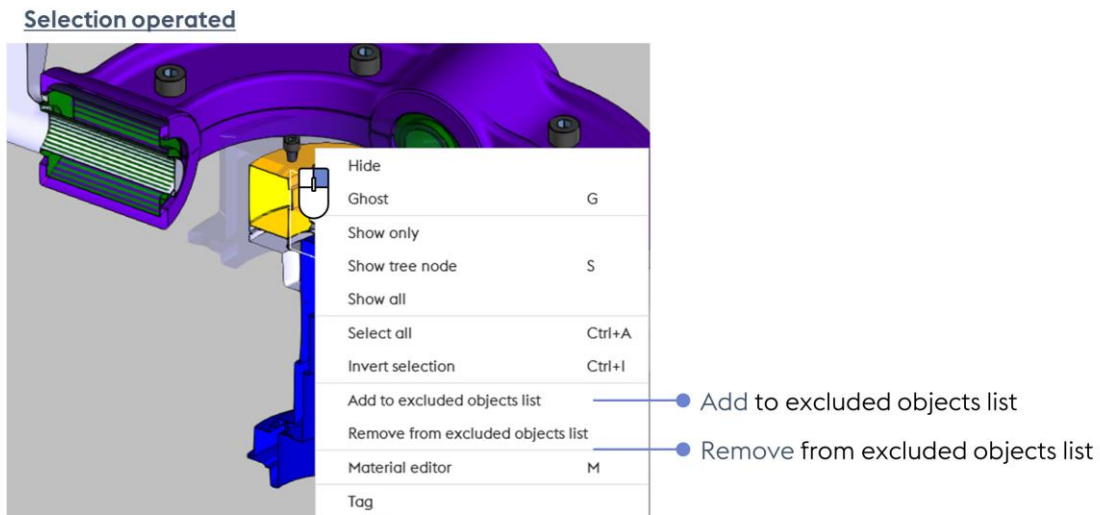 Selection operated
Hide
Ghost G
Show only
Show tree node S
Show all
Select all Ctrl+A
Invert selection Ctrl+I
Add to excluded objects list
Add to excluded objects list
Remove from excluded objects list
Remove from excluded objects list
Material editor M
Tag